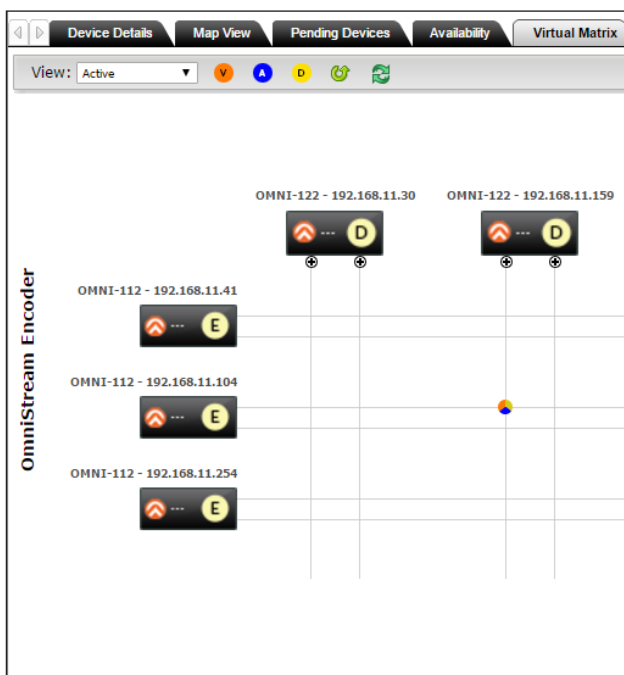 Device Details Map View Pending Devices Availability Virtual Matrix
View: Active V A D
OMNI-122 - 192.168.11.30 OMNI-122 - 192.168.11.159
--- D --- D
OmniStream Encoder
OMNI-112 - 192.168.11.41
--- E
OMNI-112 - 192.168.11.104
--- E
OMNI-112 - 192.168.11.254
--- E